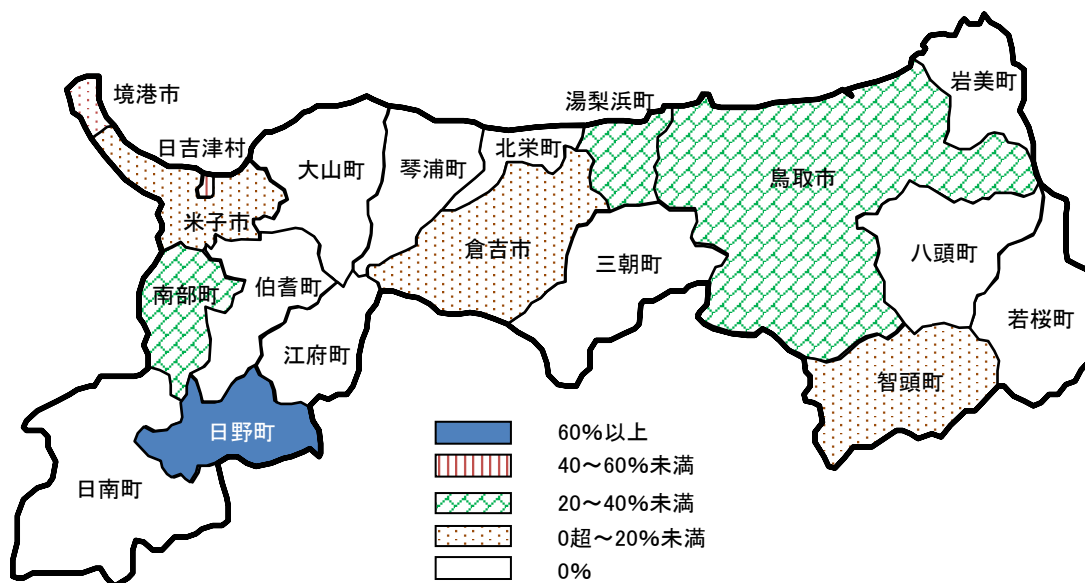 岩美町
境港市
湯梨浜町
日吉津村
北栄町
大山町
琴浦町
鳥取市
米子市
倉吉市
八頭町
三朝町
伯耆町
南部町
若桜町
江府町
智頭町
日野町
日南町
60%以上
40～60%未満
20～40%未満
0超～20%未満
0%